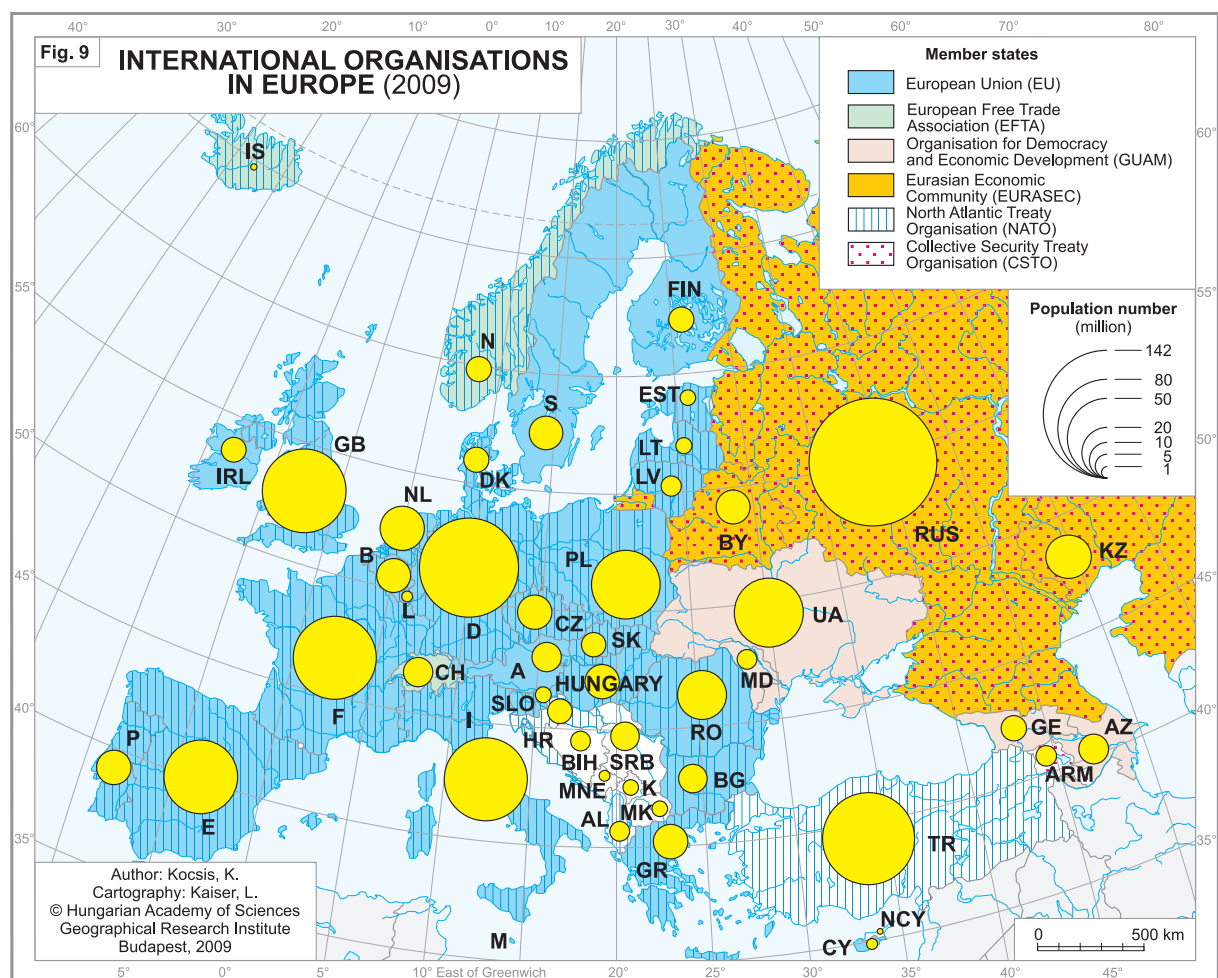 40°
30°
20°
10°
0°
10°
20°
30°
40°
50°
60°
70°
80°
Fig. 9
INTERNATIONAL ORGANISATIONS
IN EUROPE (2009)
Member states
European Union (EU)
European Free Trade
Association (EFTA)
Organisation for Democracy
and Economic Development (GUAM)
Eurasian Economic
Community (EURASEC)
North Atlantic Treaty
Organisation (NATO)
Collective Security Treaty
Organisation (CSTO)
Population number
(million)
142
80
50
20
10
5
1
60°
55°
50°
45°
40°
35°
60°
55°
50°
45°
40°
35°
IS
FIN
N
S
EST
LT
LV
GB
IRL
DK
NL
B
L
D
PL
BY
RUS
KZ
CZ
SK
UA
A
HUNGARY
MD
CH
SLO
F
I
RO
HR
BIH
SRB
GE
AZ
ARM
P
E
MNE
K
BG
MK
AL
GR
TR
NCY
CY
M
Author: Kocsis, K.
Cartography: Kaiser, L.
© Hungarian Academy of Sciences
Geographical Research Institute
Budapest, 2009
0 500 km
5°
0°
5°
10° East of Greenwich
20°
25°
30°
35°
40°
45°